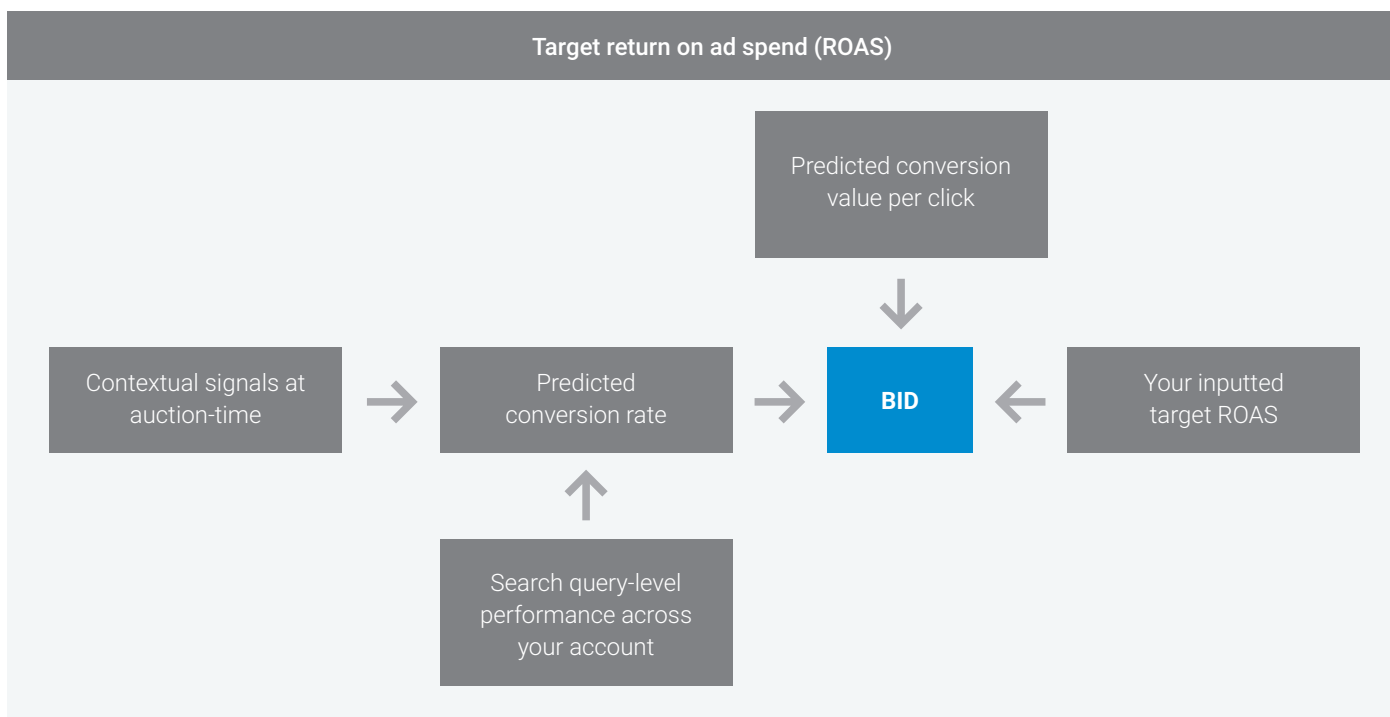 Target return on ad spend (ROAS)
Predicted conversion
value per click
Contextual signals at
auction-time
Predicted
conversion rate
BID
Your inputted
target ROAS
Search query-level
performance across
your account